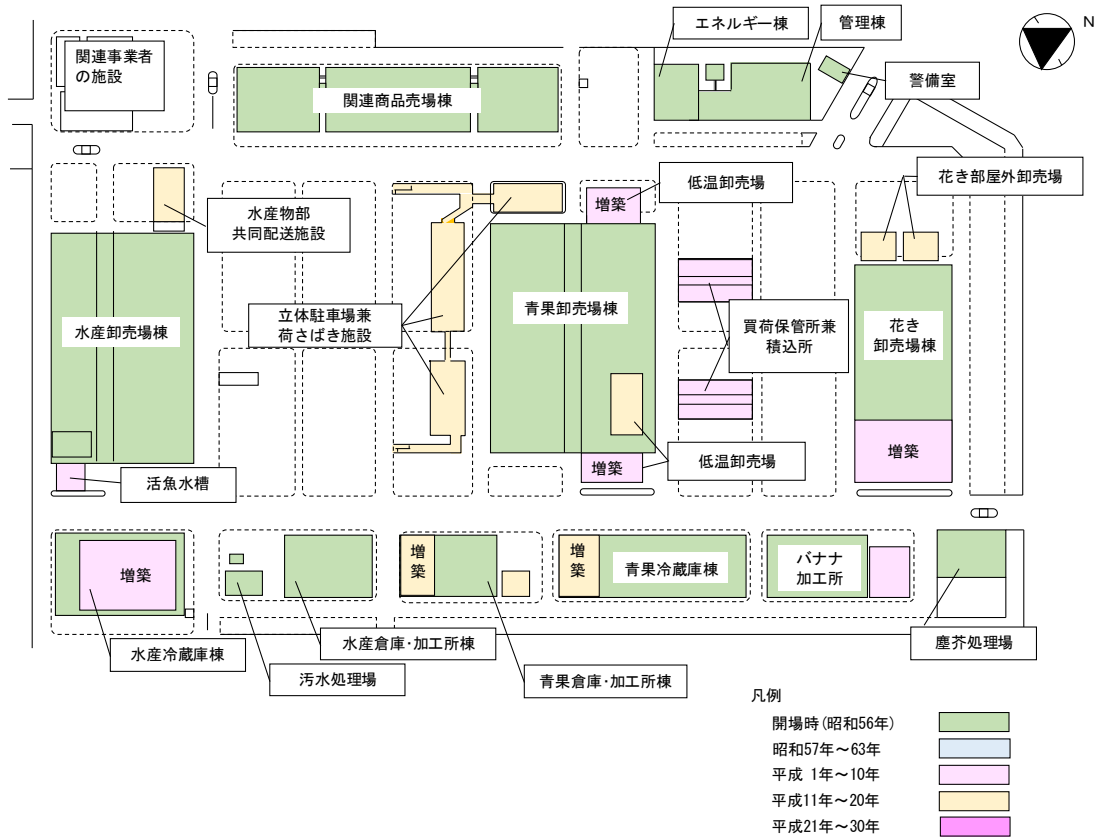 エネルギー棟
管理棟
N
関連事業者
の施設
関連商品売場棟
警備室
花き部屋外卸売場
低温卸売場
増築
水産物部
共同配送施設
立体駐車場兼
荷さばき施設
水産卸売場棟
青果卸売場棟
買荷保管所兼
積込所
花き
卸売場棟
増築
増築
低温卸売場
活魚水槽
増築
増築
増築
青果冷蔵庫棟
バナナ
加工所
水産冷蔵庫棟
水産倉庫・加工所棟
汚水処理場
青果倉庫・加工所棟
塵芥処理場
凡例
開場時(昭和56年)
昭和57年~63年
平成 1年~10年
平成11年~20年
平成21年~30年